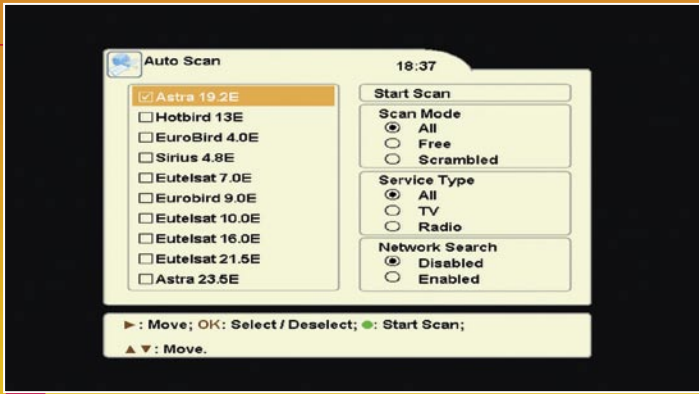 Auto Scan
18:37
Astra 19.2E
Hotbird 13E
EuroBird 4.0E
Sirius 4.8E
Eutelsat 7.0E
Eurobird 9.0E
Eutelsat 10.0E
Eutelsat 16.0E
Eutelsat 21.5E
Astra 23.5E
Start Scan
Scan Mode
All
Free
Scrambled
Service Type
All
TV
Radio
Network Search
Disabled
Enabled
►: Move; OK: Select / Deselect; ●: Start Scan;
▲ ▼: Move.